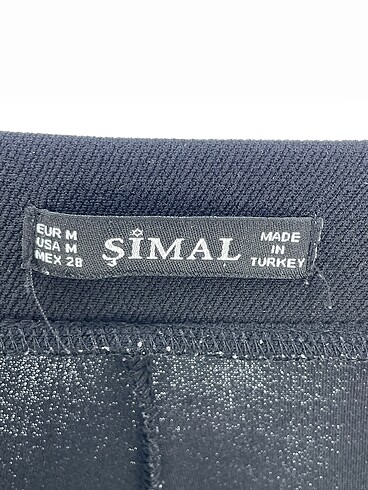 EUR M
USA M
MEX 28
ŞİMAL
MADE
IN
TURKEY